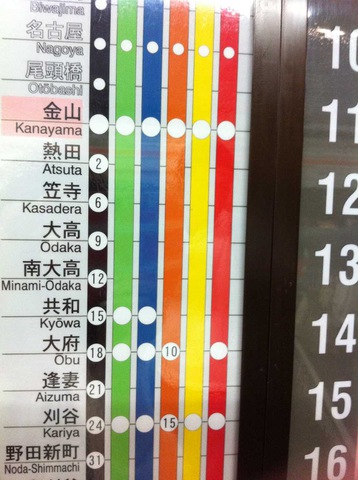 Biwajima
名古屋
Nagoya
尾頭橋
Otōbashi
金山
Kanayama
熱田
Atsuta
2
笠寺
Kasadera
6
大高
Ōdaka
9
南大高
Minami-Ōdaka
12
共和
Kyōwa
15
大府
Ōbu
18
10
逢妻
Aizuma
21
刈谷
Kariya
24
15
野田新町
Noda-Shimmachi
31
10
11
12
13
14
15
16